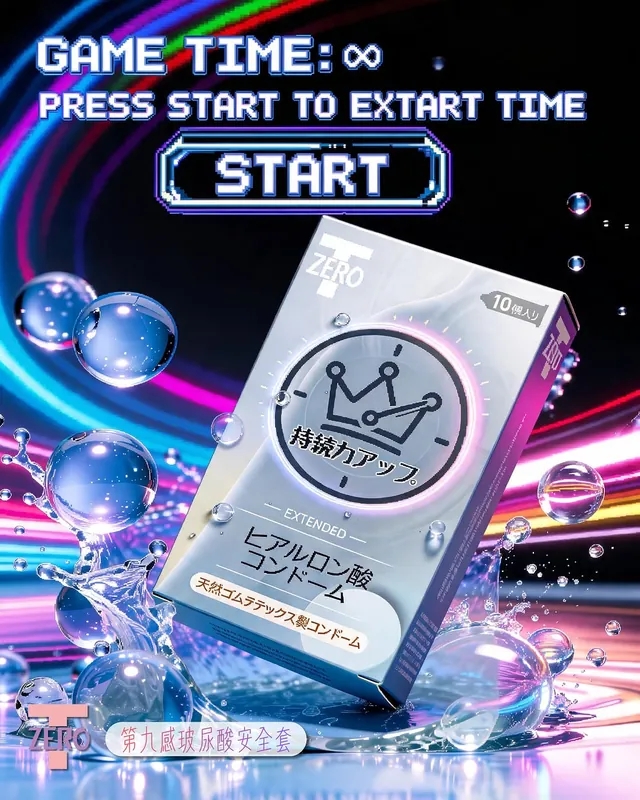 GAME TIME:∞
PRESS START TO EXTART TIME
START
T
ZERO
10個入り
持続力アップ。
EXTENDED
ヒアルロン酸
コンドーム
天然ゴムラテックス製コンドーム
T
ZERO
第九感玻尿酸安全套